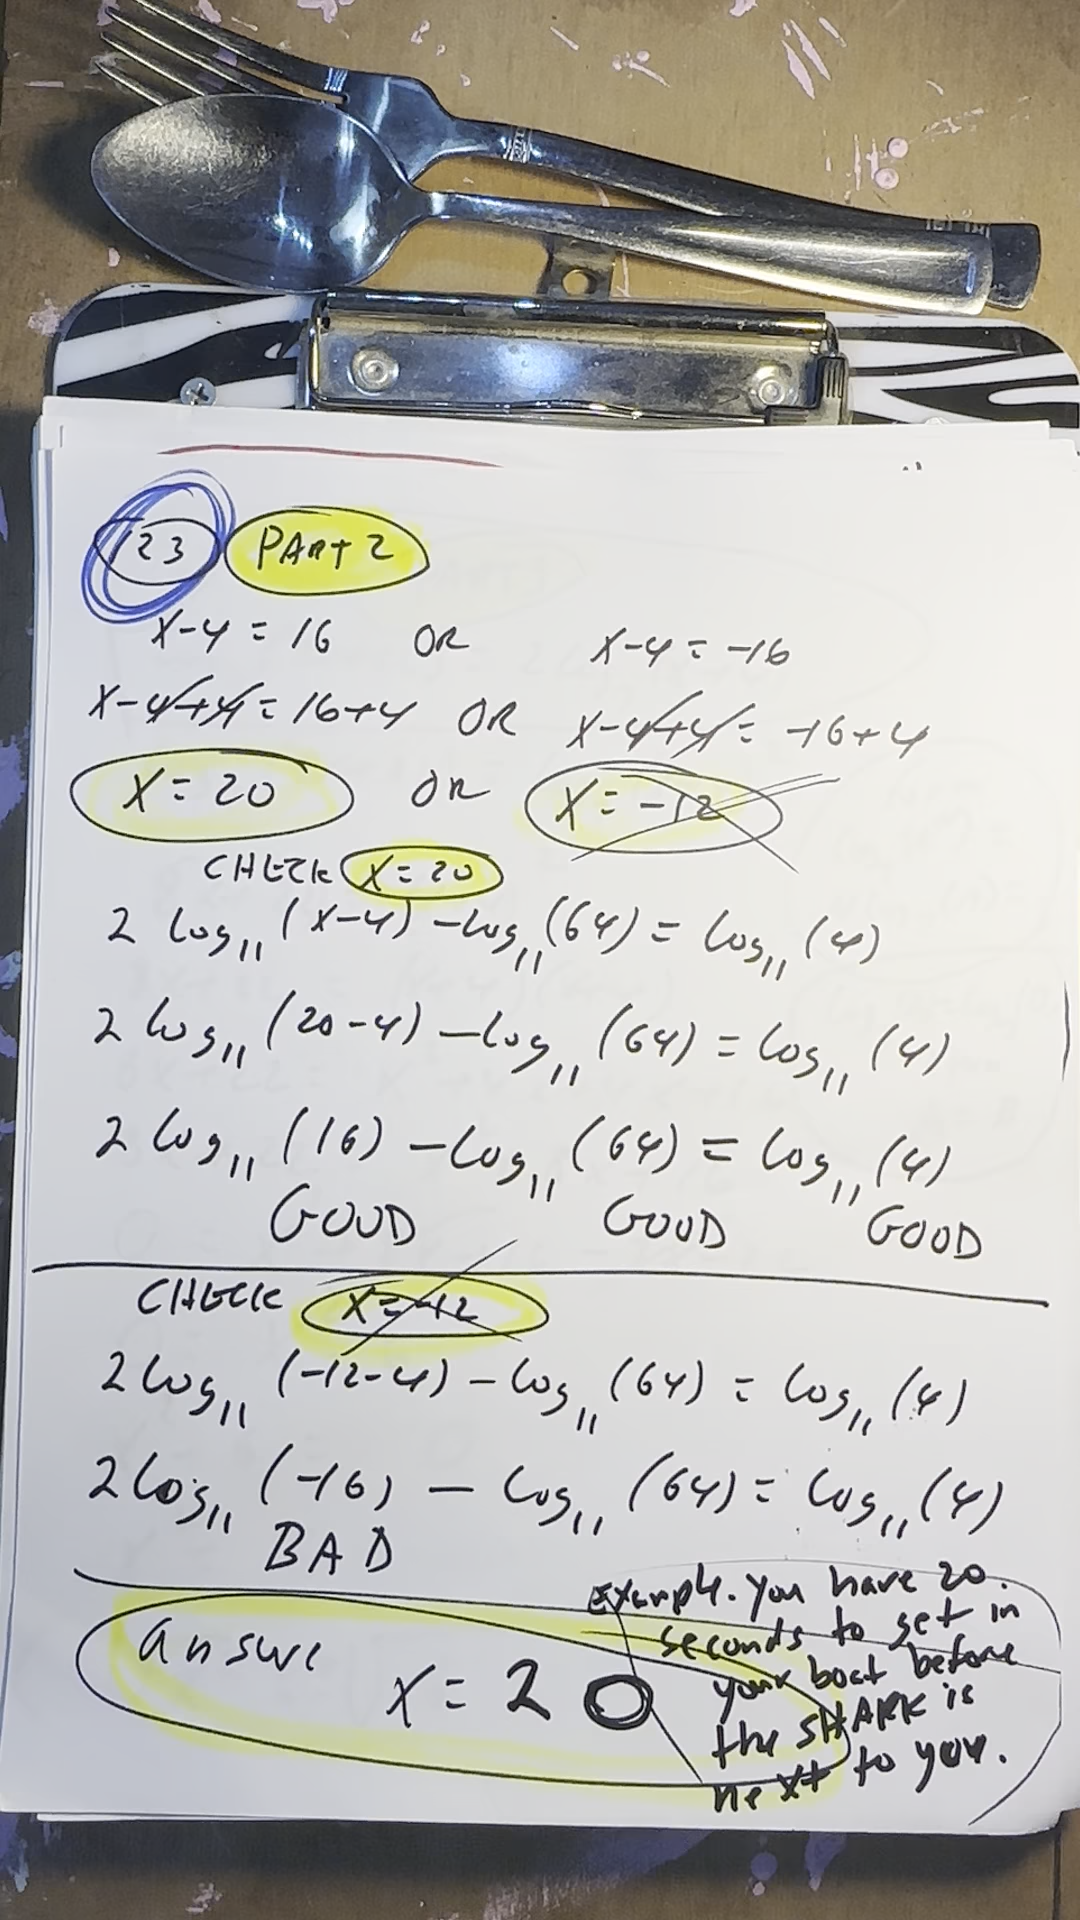 123 PART 2
x-4 = 16 OR x-4 = -16
x-4+4 = 16+4 OR x-4+4 = -16+4
x = 20 OR x = -12
CHECK x = 20
2 log₁₁ (x-4) - log₁₁ (64) = log₁₁ (4)
2 log₁₁ (20-4) - log₁₁ (64) = log₁₁ (4)
2 log₁₁ (16) - log₁₁ (64) = log₁₁ (4)
GOOD GOOD GOOD
CHECK x = -12
2 log₁₁ (-12-4) - log₁₁ (64) = log₁₁ (4)
2 log₁₁ (-16) - log₁₁ (64) = log₁₁ (4)
BAD
answe
x = 20
Example. You have 20
seconds to get in
your boat before
the SHARK is
next to you.